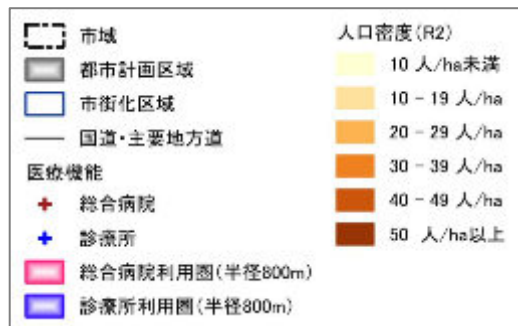 市域
都市計画区域
市街化区域
国道・主要地方道
医療機能
総合病院
診療所
総合病院利用圏(半径800m)
診療所利用圏(半径800m)
人口密度(R2)
10 人/ha未満
10 - 19 人/ha
20 - 29 人/ha
30 - 39 人/ha
40 - 49 人/ha
50 人/ha以上